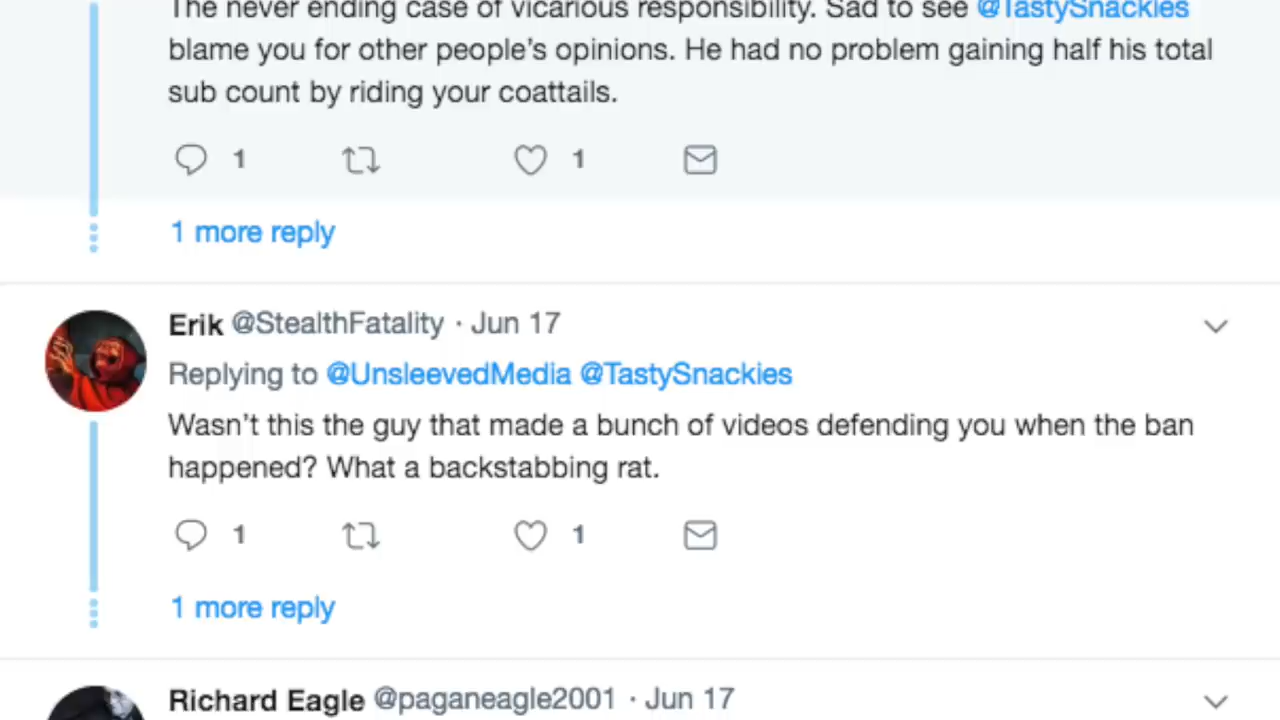 The never ending case of vicarious responsibility. Sad to see @TastySnackies
blame you for other people's opinions. He had no problem gaining half his total
sub count by riding your coattails.
1 1
1 more reply
Erik @StealthFatality · Jun 17
Replying to @UnsleevedMedia @TastySnackies
Wasn't this the guy that made a bunch of videos defending you when the ban
happened? What a backstabbing rat.
1 1
1 more reply
Richard Eagle @paganeagle2001 · Jun 17